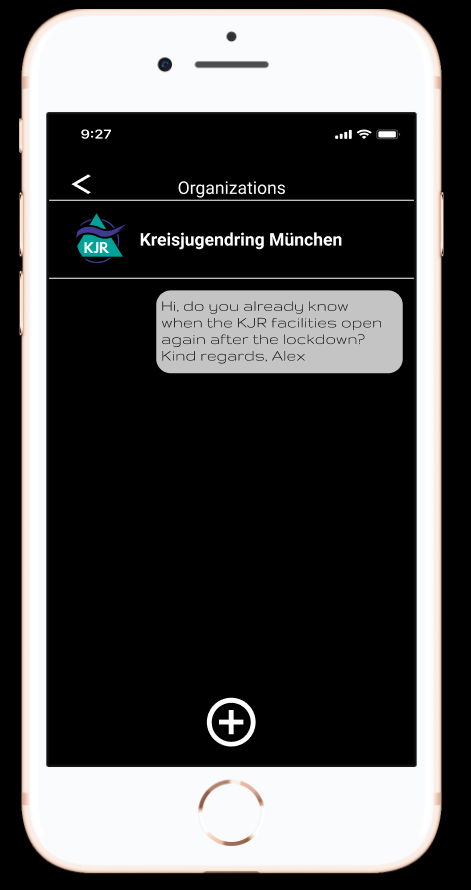 9:27
<
Organizations
KJR
Kreisjugendring München
Hi, do you already know
when the KJR facilities open
again after the lockdown?
Kind regards, Alex